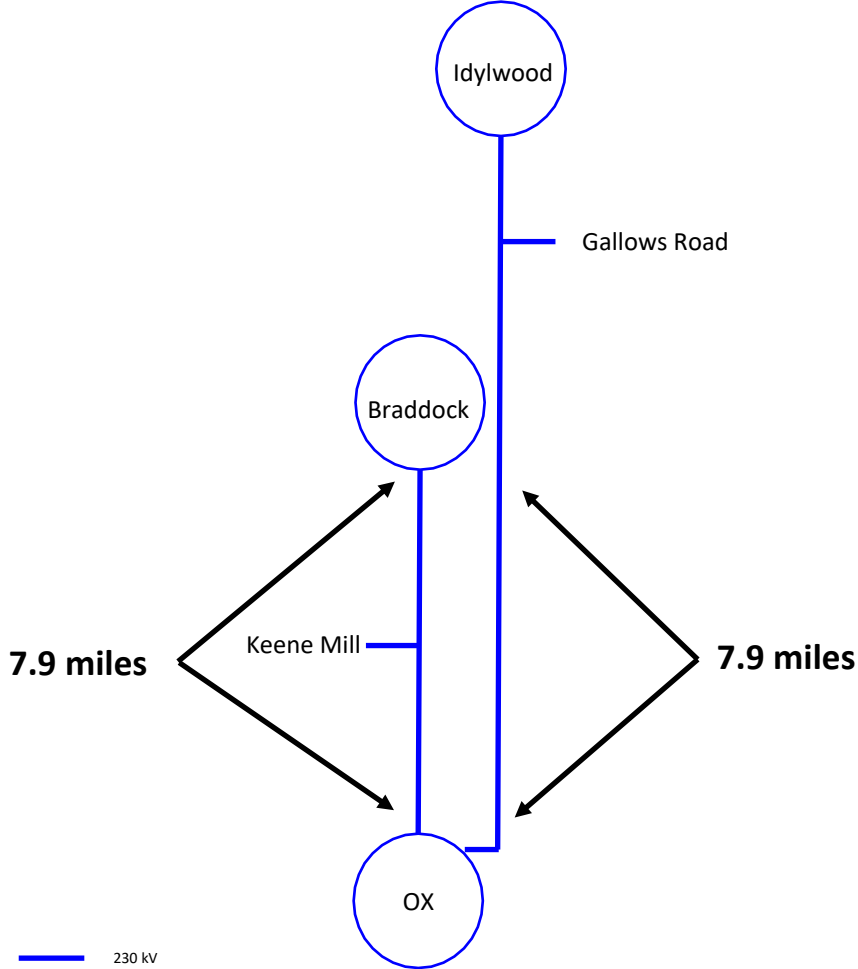 Idylwood
Gallows Road
Braddock
Keene Mill
7.9 miles
7.9 miles
OX
230 kV